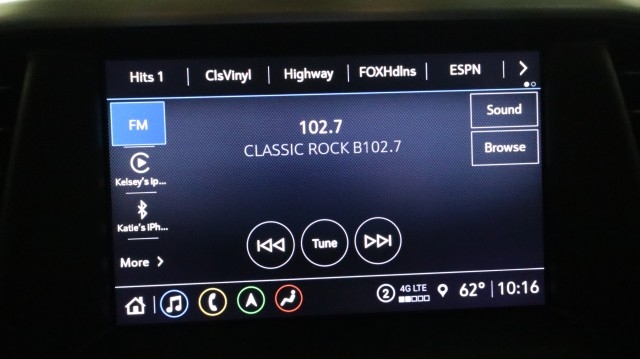 Hits 1 | ClsVinyl | Highway | FOXHdlns | ESPN |
FM
102.7
CLASSIC ROCK B102.7
Sound
Browse
Kelsey's ip...
Katie's iPh...
Tune
More
2 4G LTE 62° | 10:16